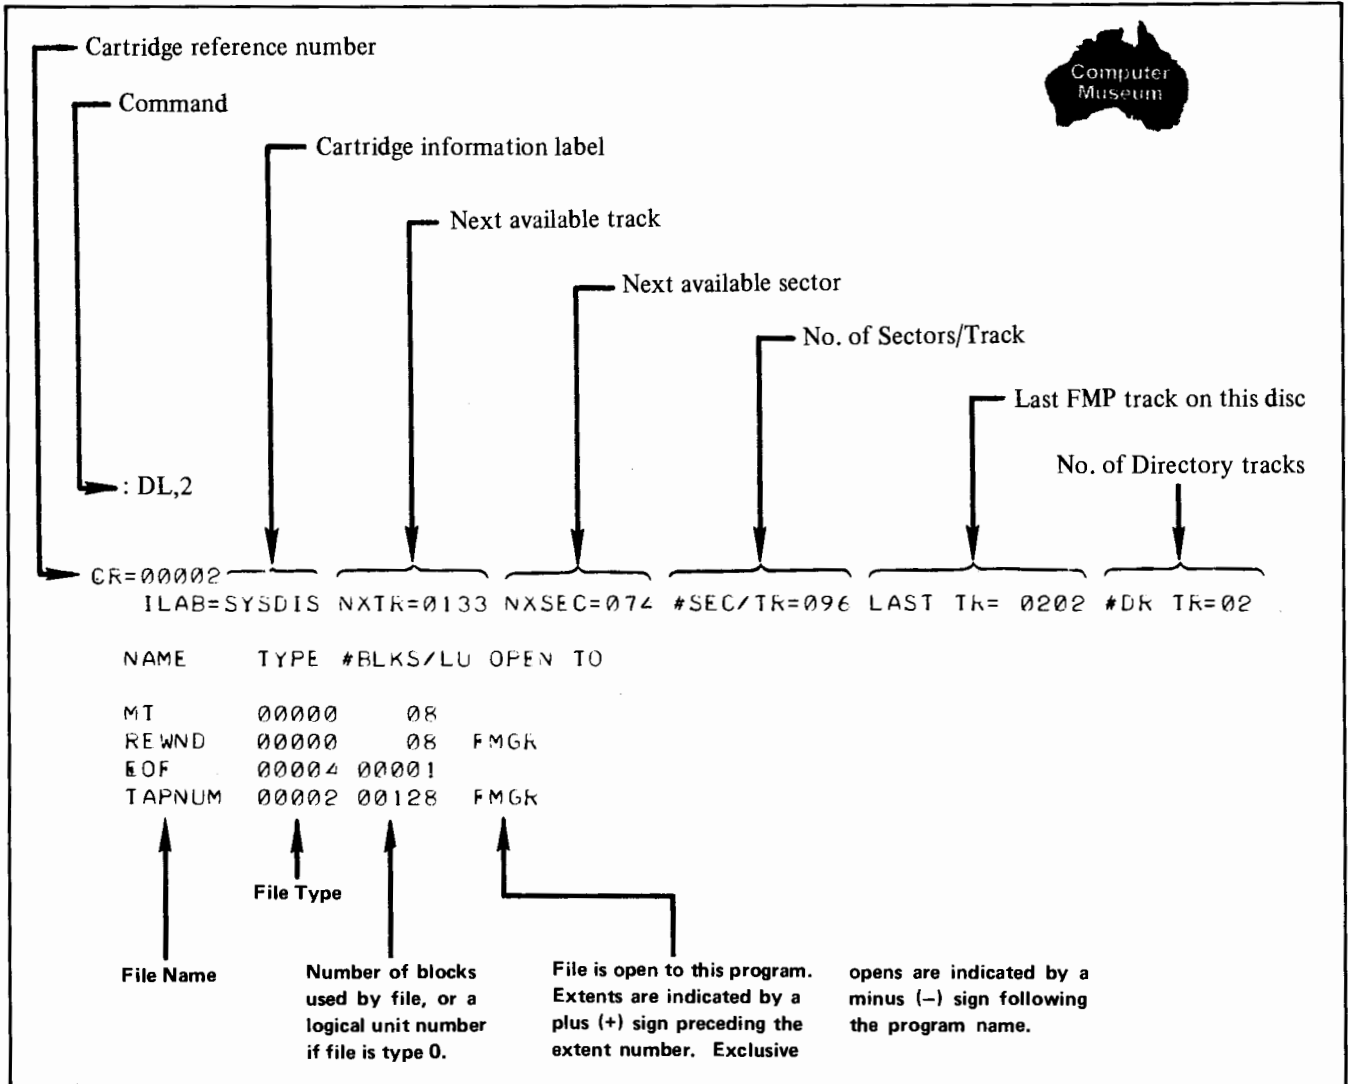 Cartridge reference number
Computer
Museum
Command
Cartridge information label
Next available track
Next available sector
No. of Sectors/Track
Last FMP track on this disc
No. of Directory tracks
: DL,2
CR=00002
ILAB=SYSDIS NXTR=0133 NXSEC=074 #SEC/TR=096 LAST TR= 0202 #DR TR=02
NAME TYPE #BLKS/LU OPEN TO
MT 00000 08
REWND 00000 08 FMGR
EOF 00004 00001
TAPNUM 00002 00128 FMGR
File Type
File Name
Number of blocks
used by file, or a
logical unit number
if file is type 0.
File is open to this program.
Extents are indicated by a
plus (+) sign preceding the
extent number. Exclusive
opens are indicated by a
minus (–) sign following
the program name.